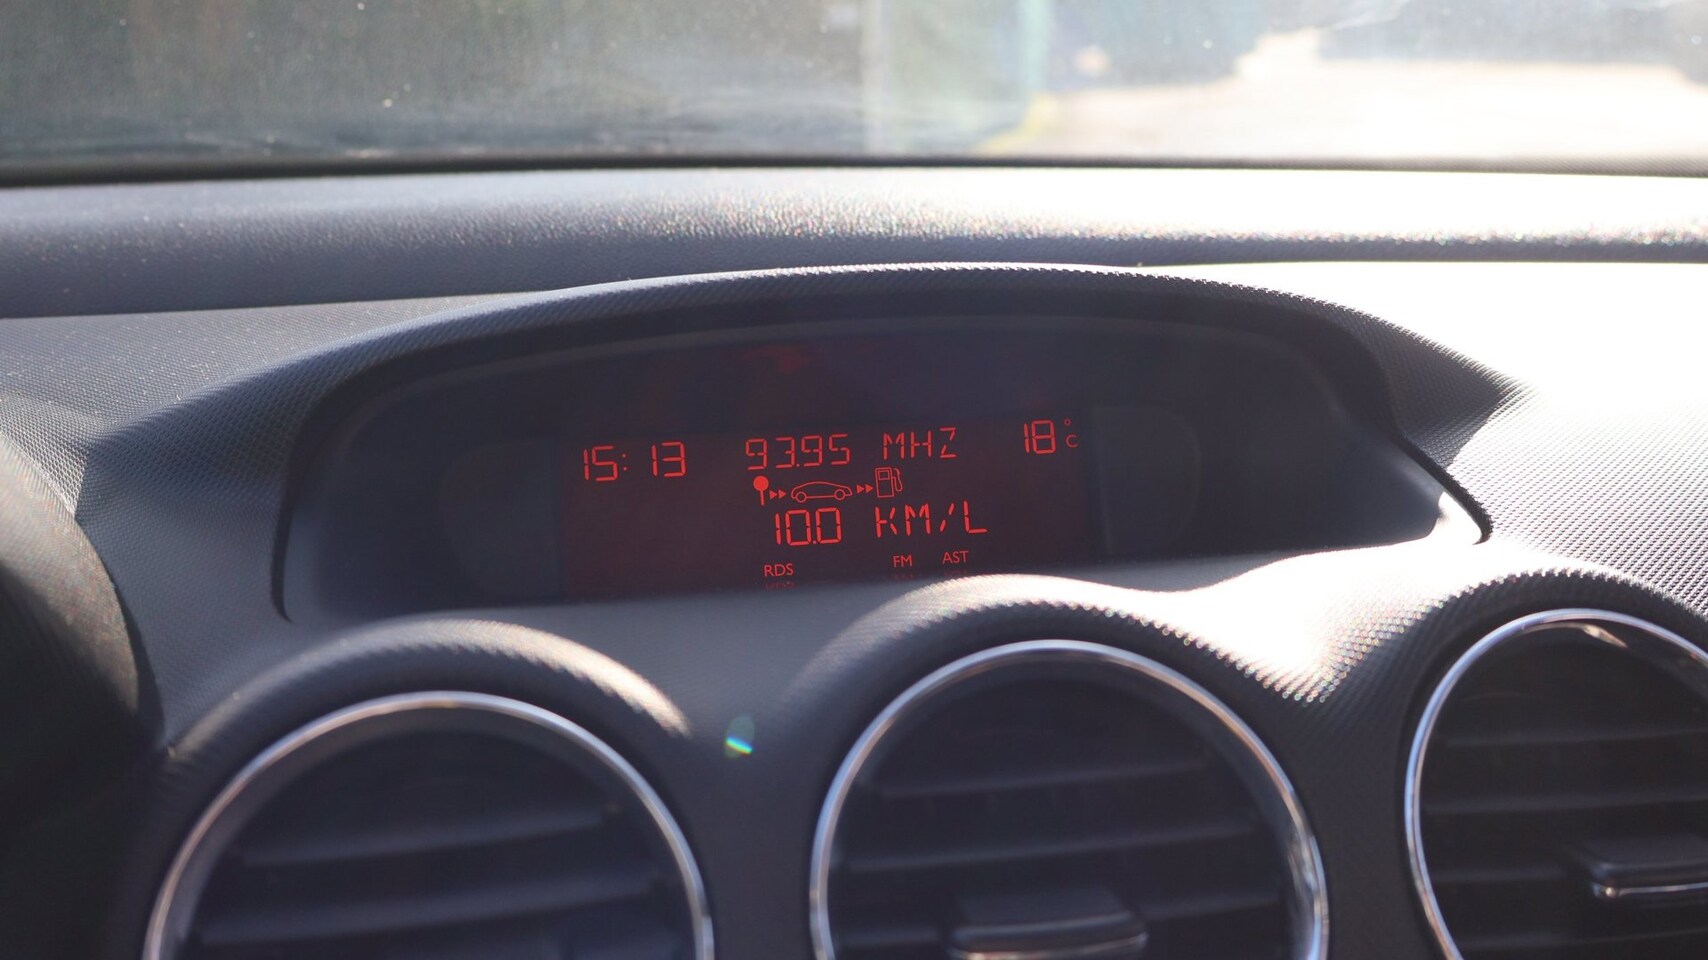 15:13 93.95 MHZ 18°C
10.0 KM/L
RDS FM AST